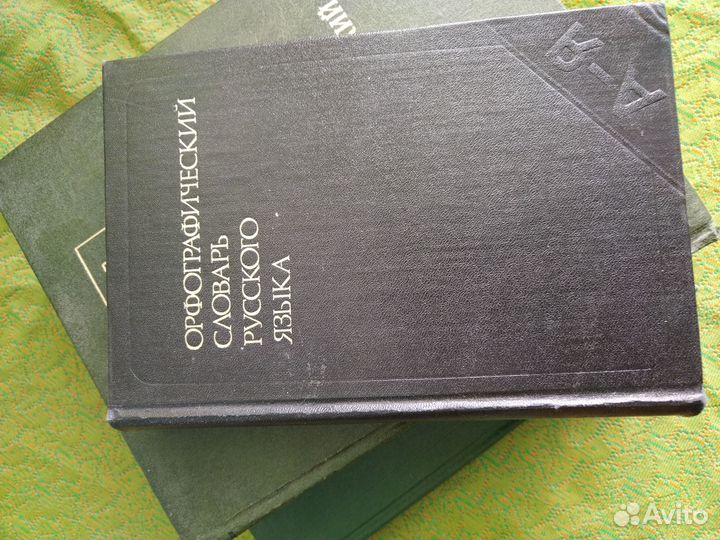 ОРФОГРАФИЧЕСКИЙ
СЛОВАРЬ
РУССКОГО
ЯЗЫКА
А-Я
Avito